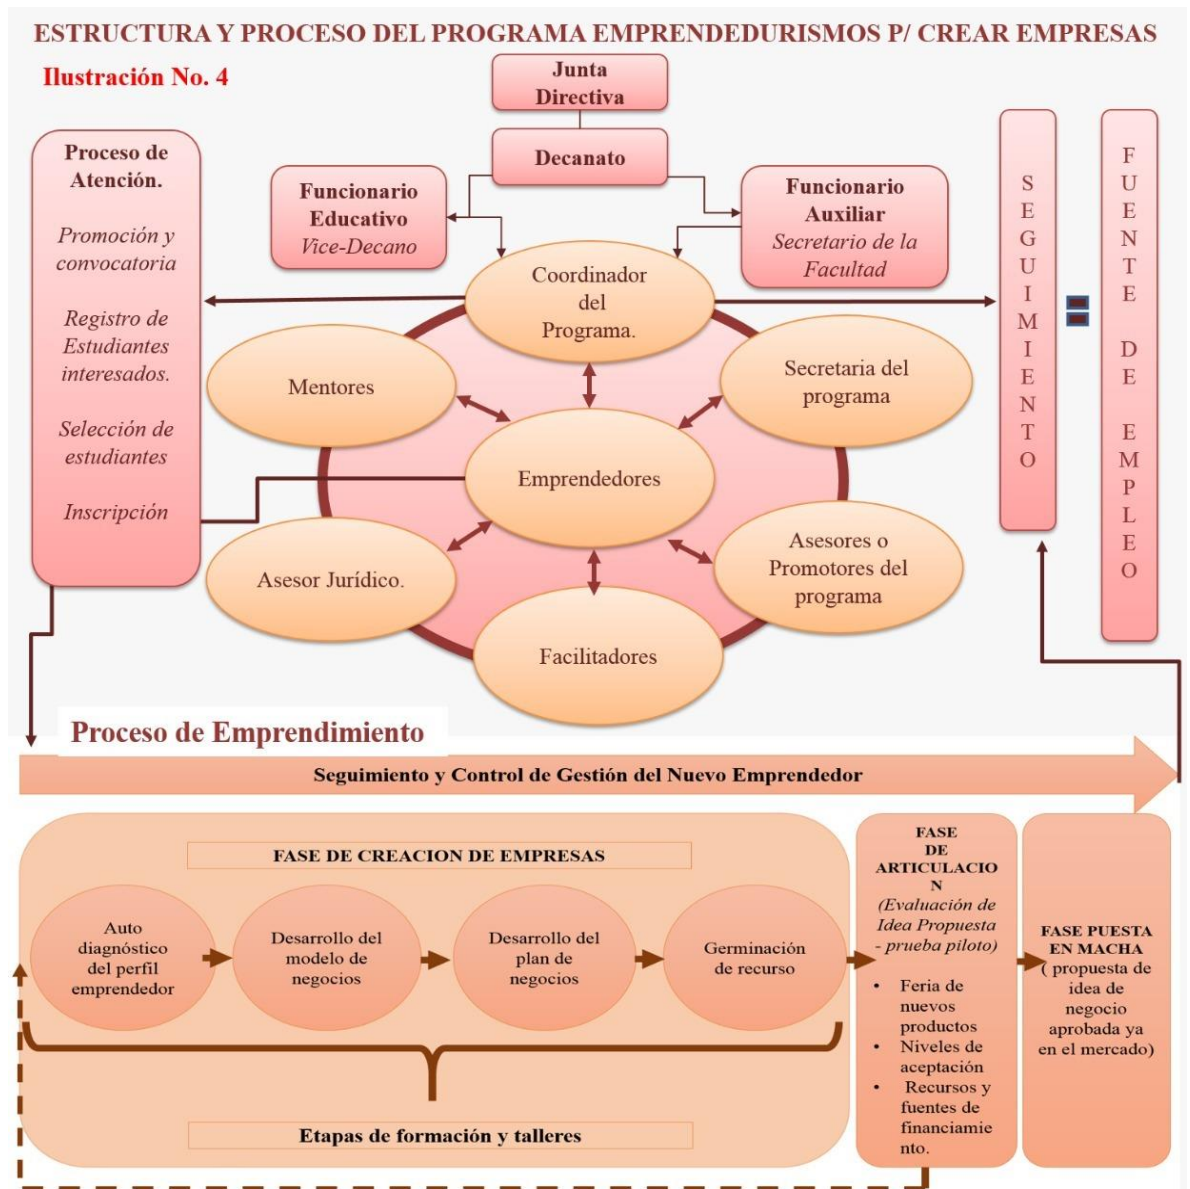 ESTRUCTURA Y PROCESO DEL PROGRAMA EMPRENDEDURISMOS P/ CREAR EMPRESAS
Ilustración No. 4
Junta
Directiva
Decanato
Funcionario
Educativo
Vice-Decano
Funcionario
Auxiliar
Secretario de la
Facultad
Proceso de
Atención.
Promoción y
convocatoria
Registro de
Estudiantes
interesados.
Selección de
estudiantes
Inscripción
Coordinador
del
Programa.
Mentores
Secretaria del
programa
Emprendedores
Asesor Jurídico.
Asesores o
Promotores del
programa
Facilitadores
SEGUIMIENTO
FUENTE DE EMPLEO
Proceso de Emprendimiento
Seguimiento y Control de Gestión del Nuevo Emprendedor
FASE DE CREACION DE EMPRESAS
Auto
diagnóstico
del perfil
emprendedor
Desarrollo del
modelo de
negocios
Desarrollo del
plan de
negocios
Germinación
de recurso
Etapas de formación y talleres
FASE
DE
ARTICULACIO
N
(Evaluación de
Idea Propuesta
- prueba piloto)
• Feria de
nuevos
productos
• Niveles de
aceptación
• Recursos y
fuentes de
financiamie
nto.
FASE PUESTA
EN MACHA
( propuesta de
idea de
negocio
aprobada ya
en el mercado)